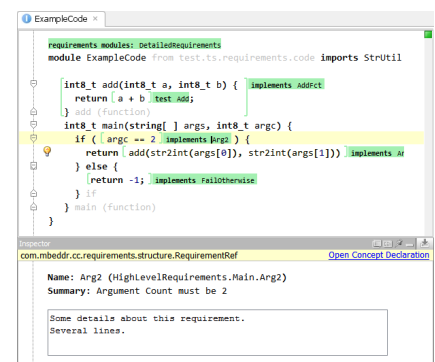 ExampleCode ×
requirements modules: DetailedRequirements
module ExampleCode from test.ts.requirements.code imports StrUtil
int8_t add(int8_t a, int8_t b) { implements AddFct
return a + b test Add;
} add (function)
int8_t main(string[ ] args, int8_t argc) {
if ( argc == 2 implements Arg2 ) {
return add(str2int(args[0]), str2int(args[1])) implements Ar
} else {
return -1; implements FailOtherwise
} if
} main (function)
}
Inspector
com.mbeddr.cc.requirements.structure.RequirementRef Open Concept Declaration
Name: Arg2 (HighLevelRequirements.Main.Arg2)
Summary: Argument Count must be 2
Some details about this requirement.
Several lines.